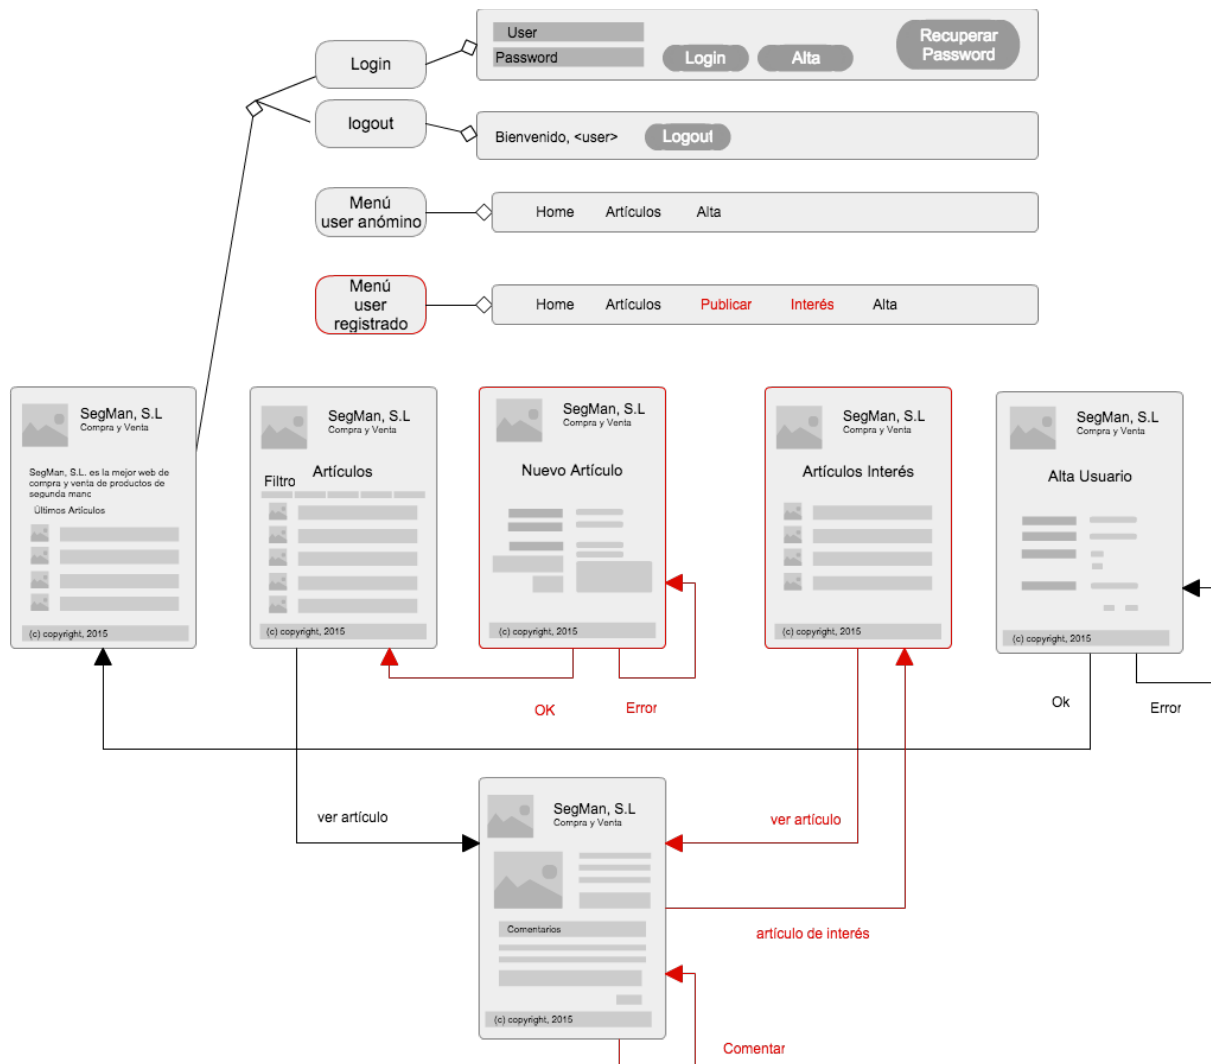 Login
User
Password
Login
Alta
Recuperar
Password
logout
Bienvenido, <user>
Logout
Menú
user anómino
Home
Artículos
Alta
Menú
user
registrado
Home
Artículos
Publicar
Interés
Alta
SegMan, S.L
Compra y Venta
SegMan, S.L. es la mejor web de
compra y venta de productos de
segunda manc
Últimos Artículos
(c) copyright, 2015
SegMan, S.L
Compra y Venta
Artículos
Filtro
(c) copyright, 2015
SegMan, S.L
Compra y Venta
Nuevo Artículo
(c) copyright, 2015
SegMan, S.L
Compra y Venta
Artículos Interés
(c) copyright, 2015
SegMan, S.L
Compra y Venta
Alta Usuario
(c) copyright, 2015
OK
Error
Ok
Error
ver artículo
ver artículo
SegMan, S.L
Compra y Venta
Comentarios
(c) copyright, 2015
artículo de interés
Comentar